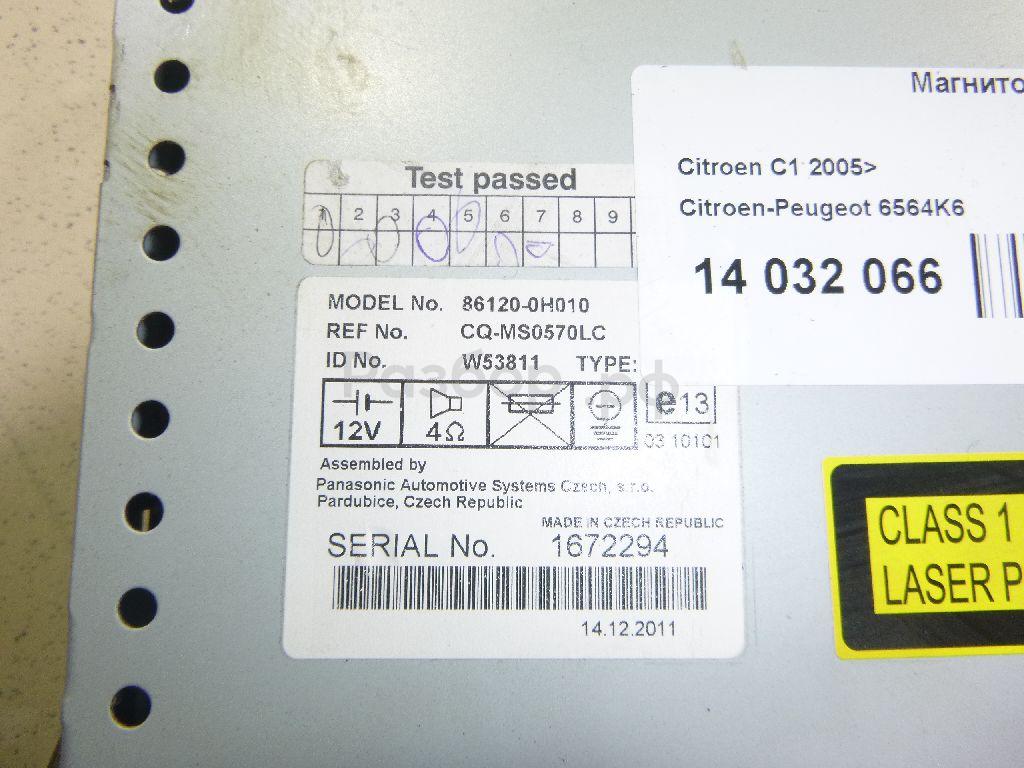 Магнито
Citroen C1 2005>
Citroen-Peugeot 6564K6
14 032 066
Test passed
1 2 3 4 5 6 7 8 9
MODEL No. 86120-0H010
REF No. CQ-MS0570LC
ID No. W53811 TYPE:
Разбор.рф
12V 4Ω e13
03 10101
Assembled by
Panasonic Automotive Systems Czech, s.r.o.
Pardubice, Czech Republic
MADE IN CZECH REPUBLIC
SERIAL No. 1672294
14.12.2011
CLASS 1
LASER P